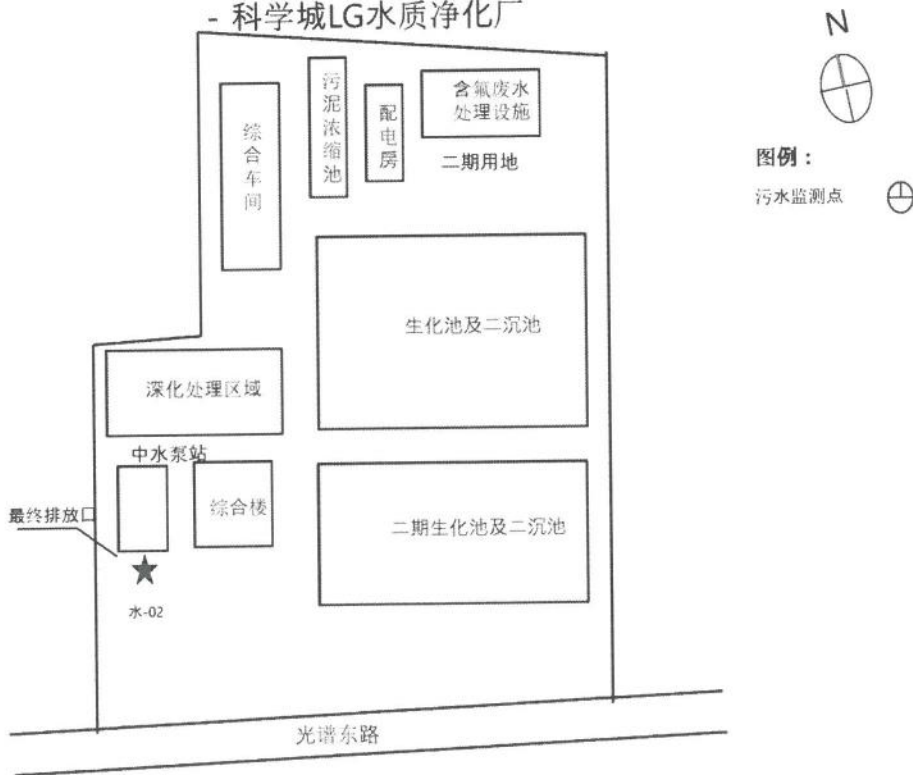 - 科学城LG水质净化厂
N
综合车间
污泥浓缩池
配电房
含氟废水
处理设施
二期用地
图例：
污水监测点
生化池及二沉池
深化处理区域
中水泵站
综合楼
最终排放口
二期生化池及二沉池
水-02
光谱东路